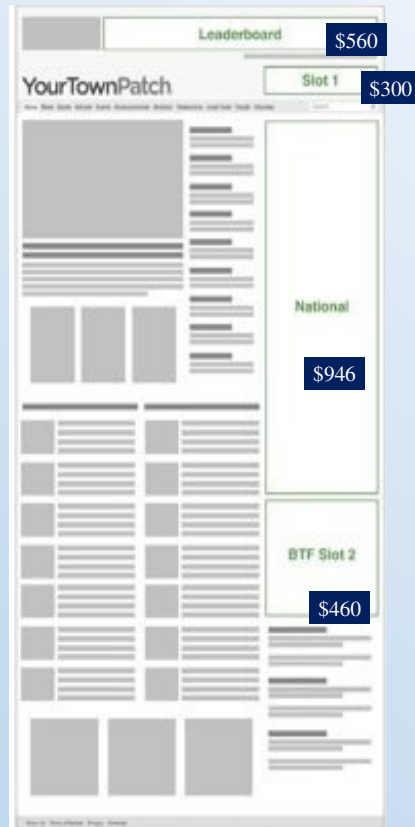 Leaderboard
$560
YourTownPatch
Slot 1
$300
National
$946
BTF Slot 2
$460